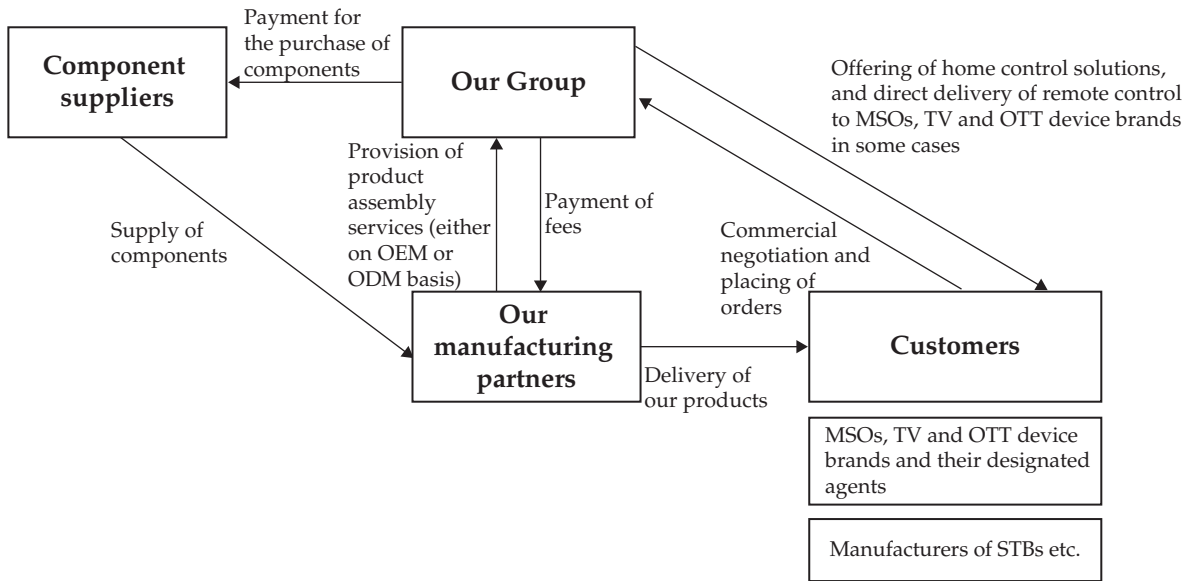 Payment for
the purchase of
components
Component
suppliers
Our Group
Offering of home control solutions,
and direct delivery of remote control
to MSOs, TV and OTT device brands
in some cases
Provision of
product
assembly
services (either
on OEM or
ODM basis)
Payment of
fees
Supply of
components
Commercial
negotiation and
placing of
orders
Our
manufacturing
partners
Customers
Delivery of
our products
MSOs, TV and OTT device
brands and their designated
agents
Manufacturers of STBs etc.